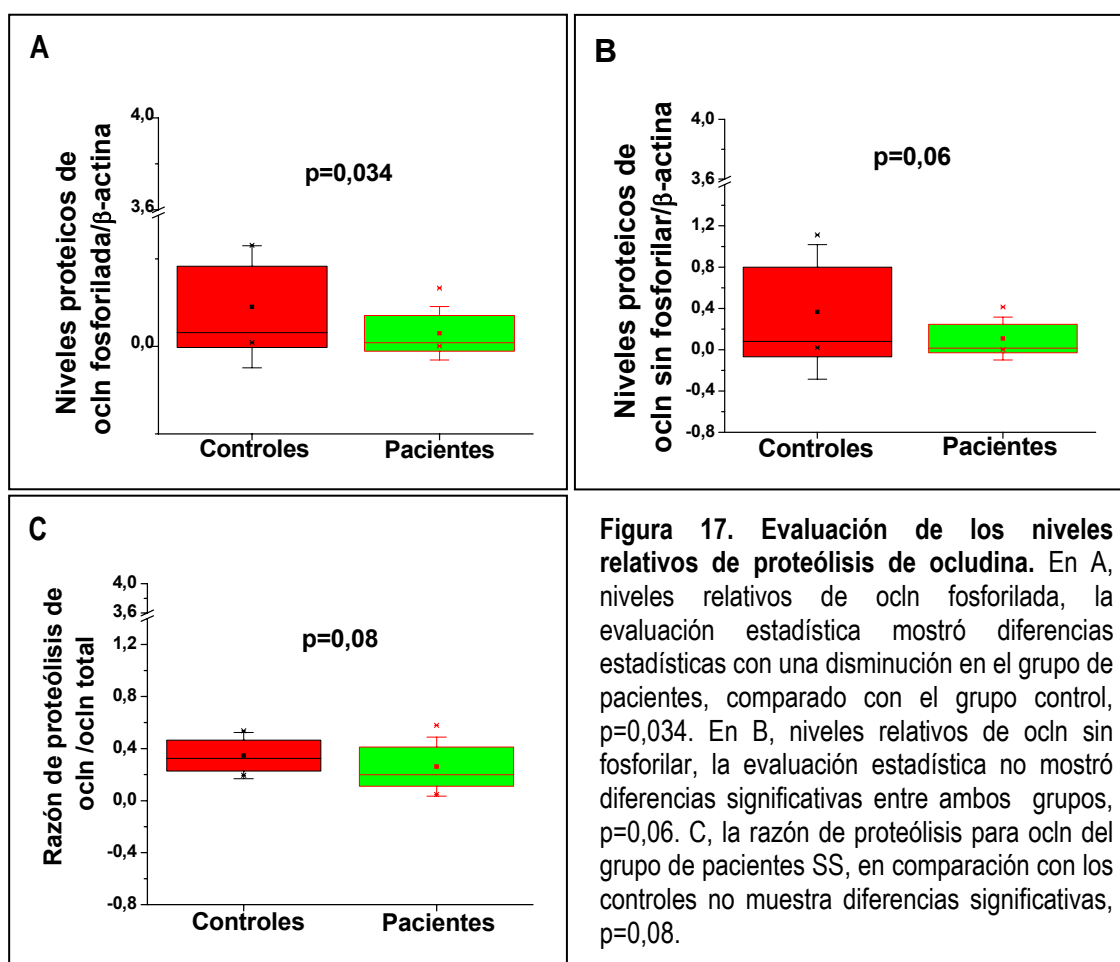 A
Niveles proteicos de
ocln fosforilada/β-actina
4,0
3,6
0,0
p=0,034
Controles
Pacientes
B
Niveles proteicos de
ocln sin fosforilar/β-actina
4,0
3,6
1,2
0,8
0,4
0,0
-0,4
-0,8
p=0,06
Controles
Pacientes
C
Razón de proteólisis de
ocln /ocln total
4,0
3,6
1,2
0,8
0,4
0,0
-0,4
-0,8
p=0,08
Controles
Pacientes
Figura 17. Evaluación de los niveles
relativos de proteólisis de ocludina. En A,
niveles relativos de ocln fosforilada, la
evaluación estadística mostró diferencias
estadísticas con una disminución en el grupo de
pacientes, comparado con el grupo control,
p=0,034. En B, niveles relativos de ocln sin
fosforilar, la evaluación estadística no mostró
diferencias significativas entre ambos grupos,
p=0,06. C, la razón de proteólisis para ocln del
grupo de pacientes SS, en comparación con los
controles no muestra diferencias significativas,
p=0,08.